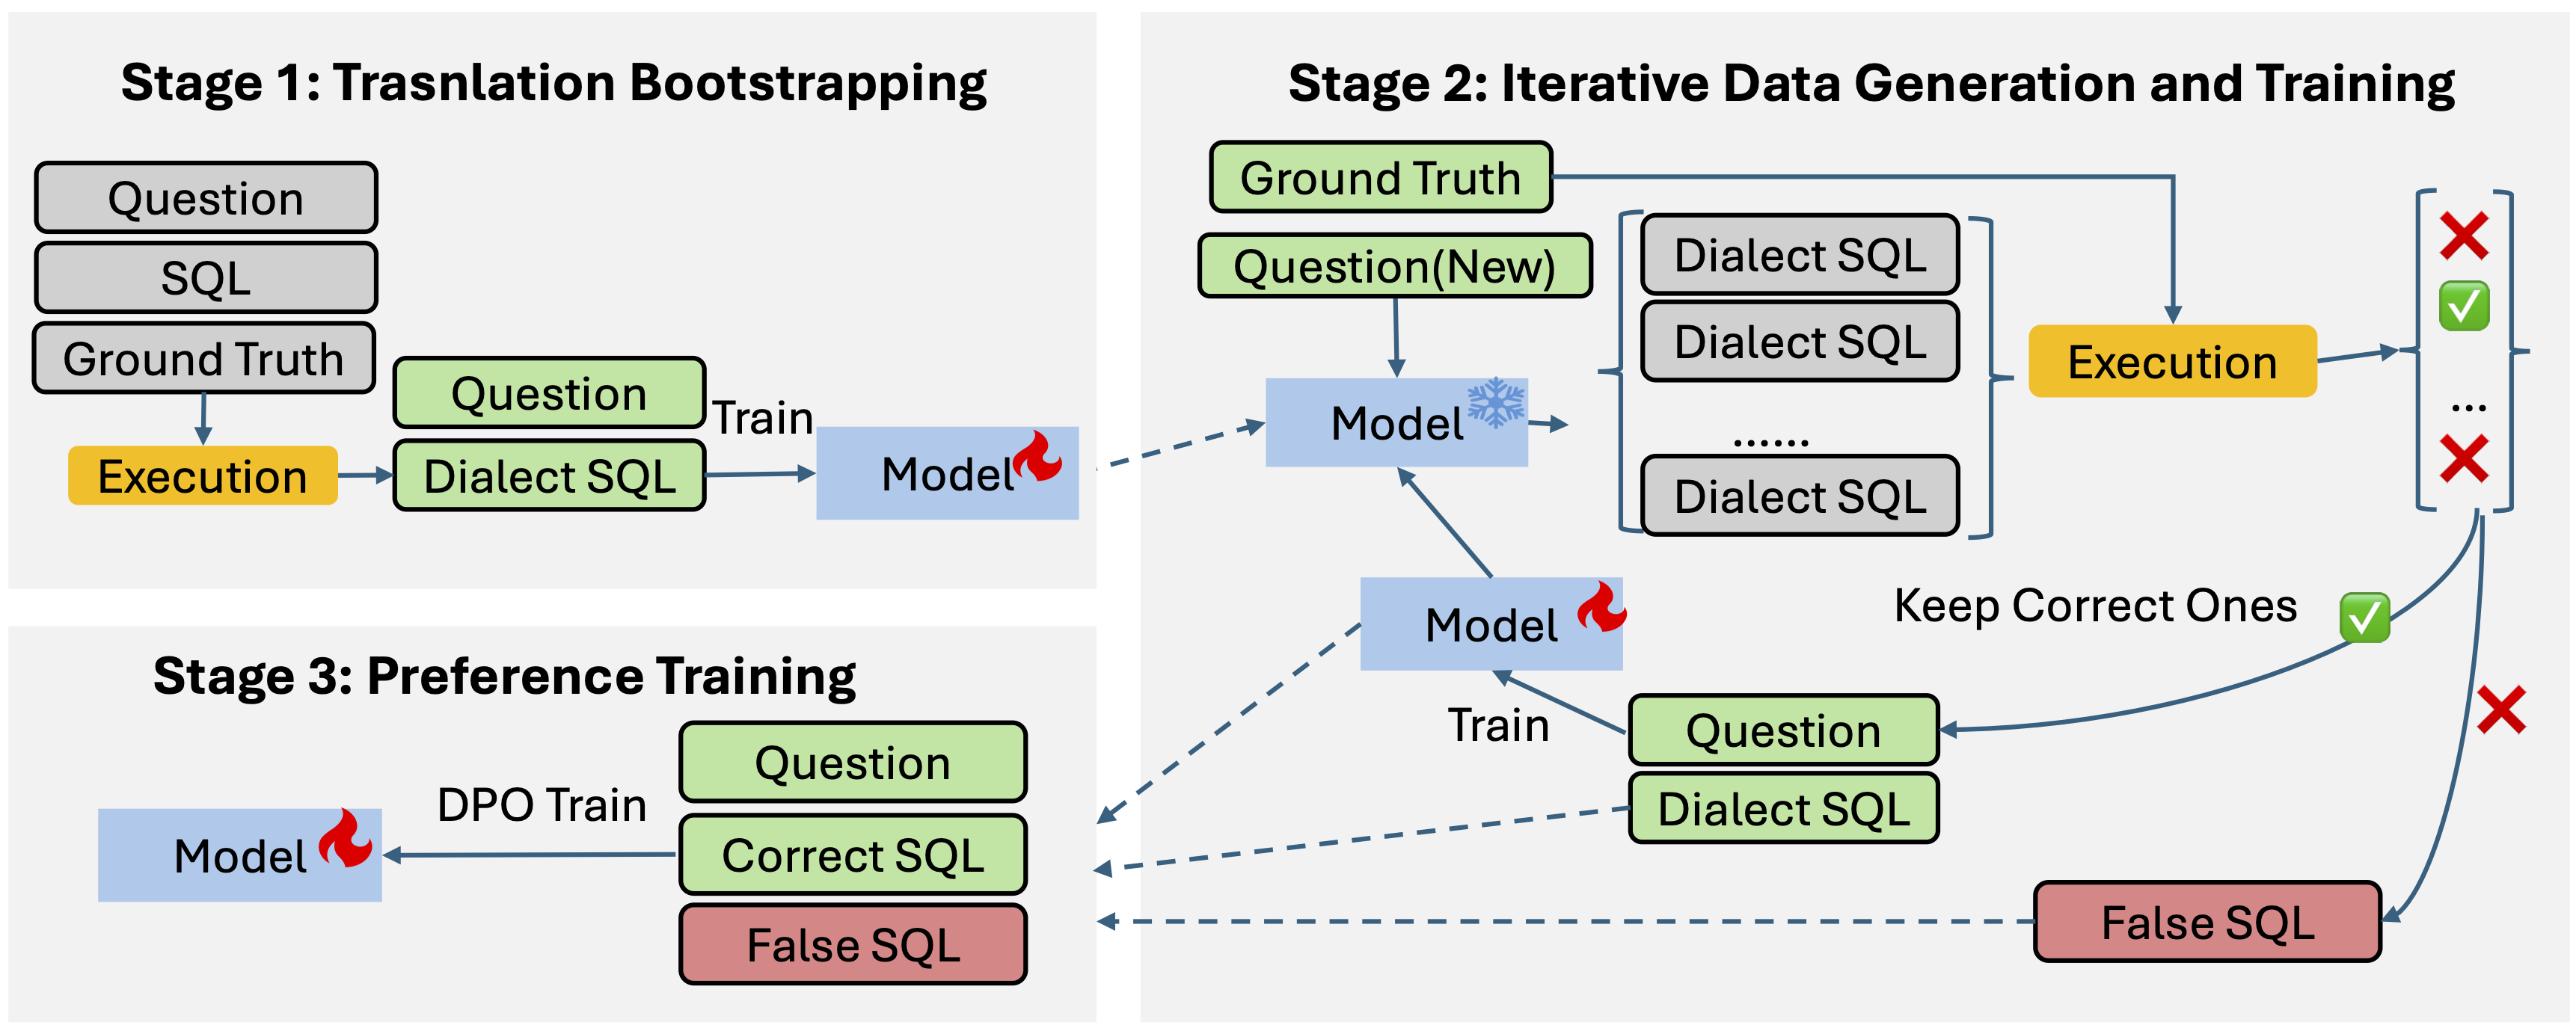 Stage 1: Trasnlation Bootstrapping
Question
SQL
Ground Truth
Execution
Question
Dialect SQL
Train
Model
Stage 2: Iterative Data Generation and Training
Ground Truth
Question(New)
Model
Dialect SQL
Dialect SQL
......
Dialect SQL
Execution
...
Keep Correct Ones
Model
Train
Question
Dialect SQL
False SQL
Stage 3: Preference Training
Question
Correct SQL
False SQL
DPO Train
Model